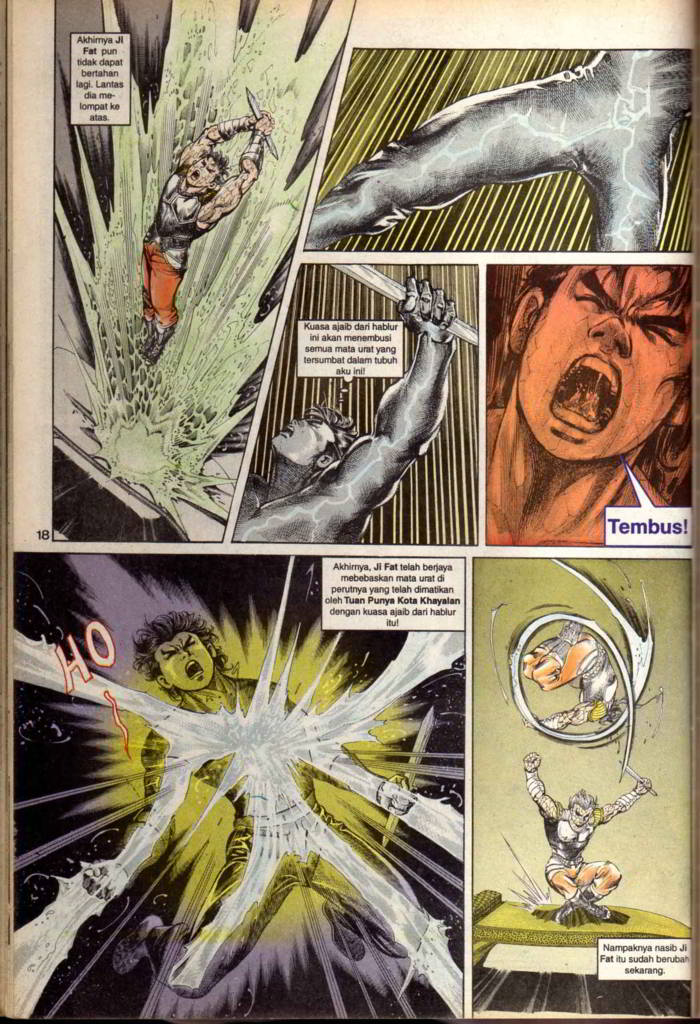 Akhirnya Ji
Fat pun
tidak dapat
bertahan
lagi. Lantas
dia me-
lompat ke
atas.
Kuasa ajaib dari hablur
ini akan menembusi
semua mata urat yang
tersumbat dalam tubuh
aku ini!
Tembus!
18
HO
Akhirnya, Ji Fat telah berjaya
mebebaskan mata urat di
perutnya yang telah dimatikan
oleh Tuan Punya Kota Khayalan
dengan kuasa ajaib dari hablur
itu!
Nampaknya nasib Ji
Fat itu sudah berubah
sekarang.